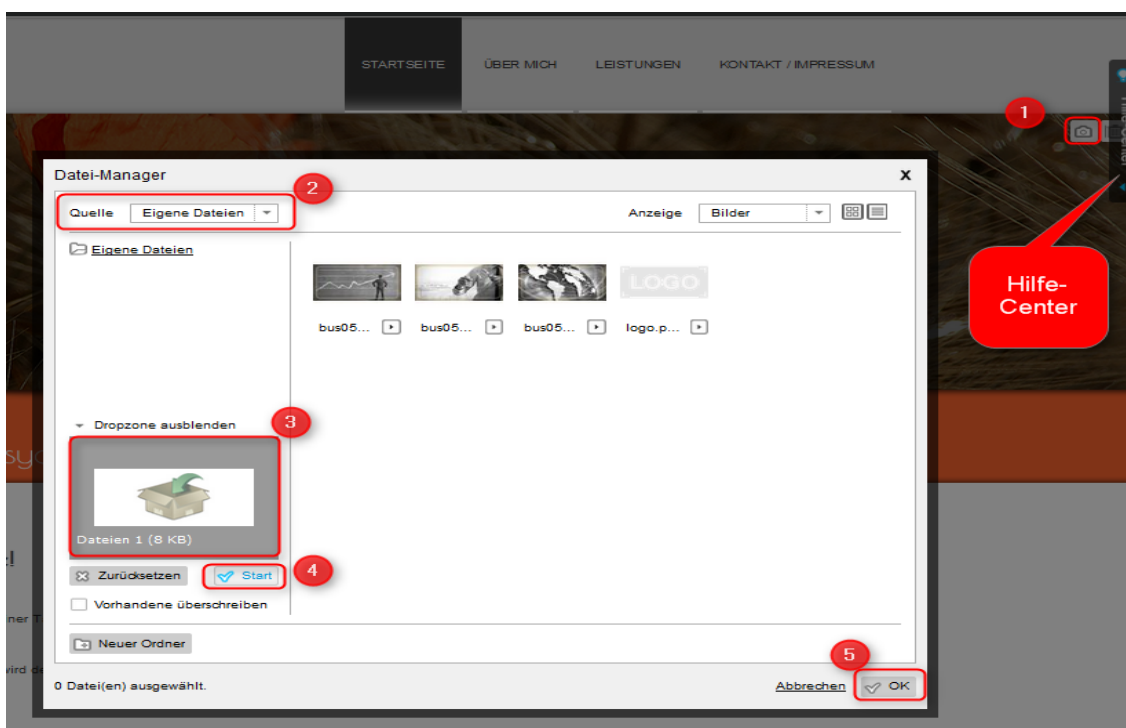 STARTSEITE ÜBER MICH LEISTUNGEN KONTAKT / IMPRESSUM
1
Datei-Manager X
2
Quelle Eigene Dateien Anzeige Bilder
Eigene Dateien
Hilfe-
Center
LOGO
bus05... bus05... bus05... logo.p...
Dropzone ausblenden
3
Dateien 1 (8 KB)
Zurücksetzen Start
4
Vorhandene überschreiben
Neuer Ordner
5
0 Datei(en) ausgewählt. Abbrechen OK